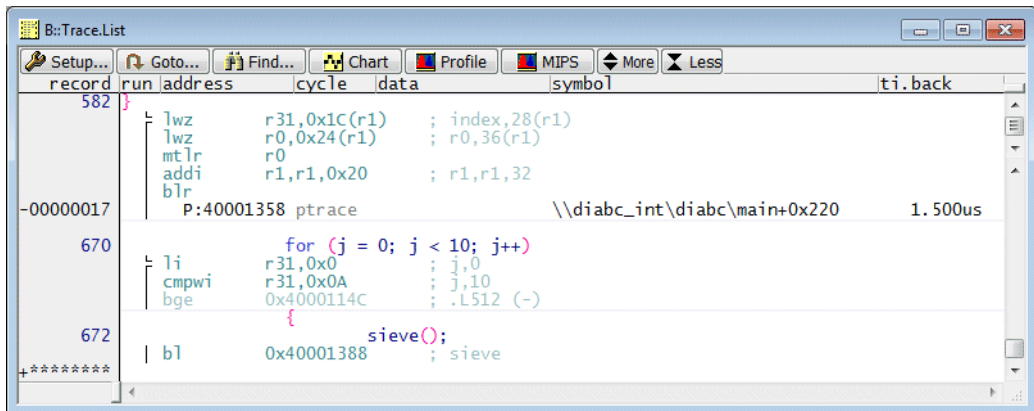 B::Trace.List
Setup... Goto... Find... Chart Profile MIPS More Less
record run address cycle data symbol ti.back
582 }
lwz r31,0x1C(r1) ; index,28(r1)
lwz r0,0x24(r1) ; r0,36(r1)
mtlr r0
addi r1,r1,0x20 ; r1,r1,32
blr
-00000017 P:40001358 ptrace \\diabc_int\diabc\main+0x220 1.500us
670 for (j = 0; j < 10; j++)
li r31,0x0 ; j,0
cmpwi r31,0x0A ; j,10
bge 0x4000114C ; .L512 (-)
{
672 sieve();
bl 0x40001388 ; sieve
+********